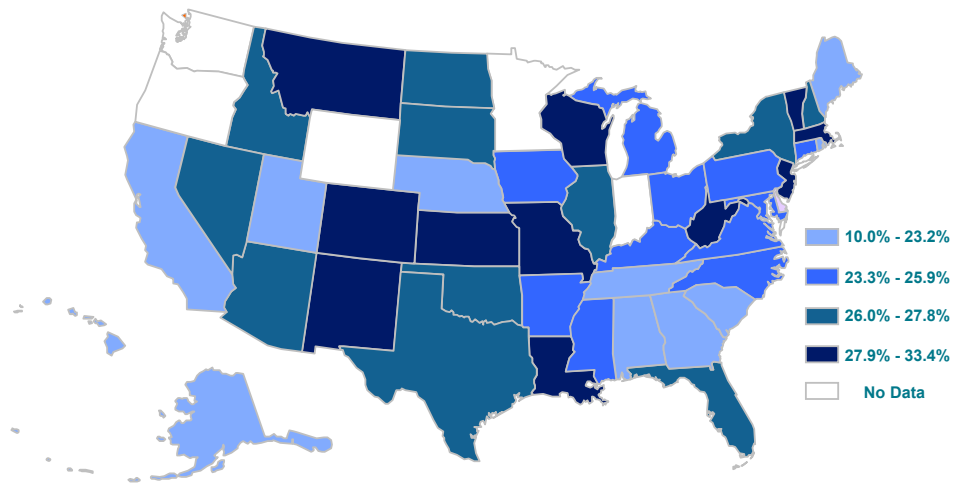 10.0% - 23.2%
23.3% - 25.9%
26.0% - 27.8%
27.9% - 33.4%
No Data